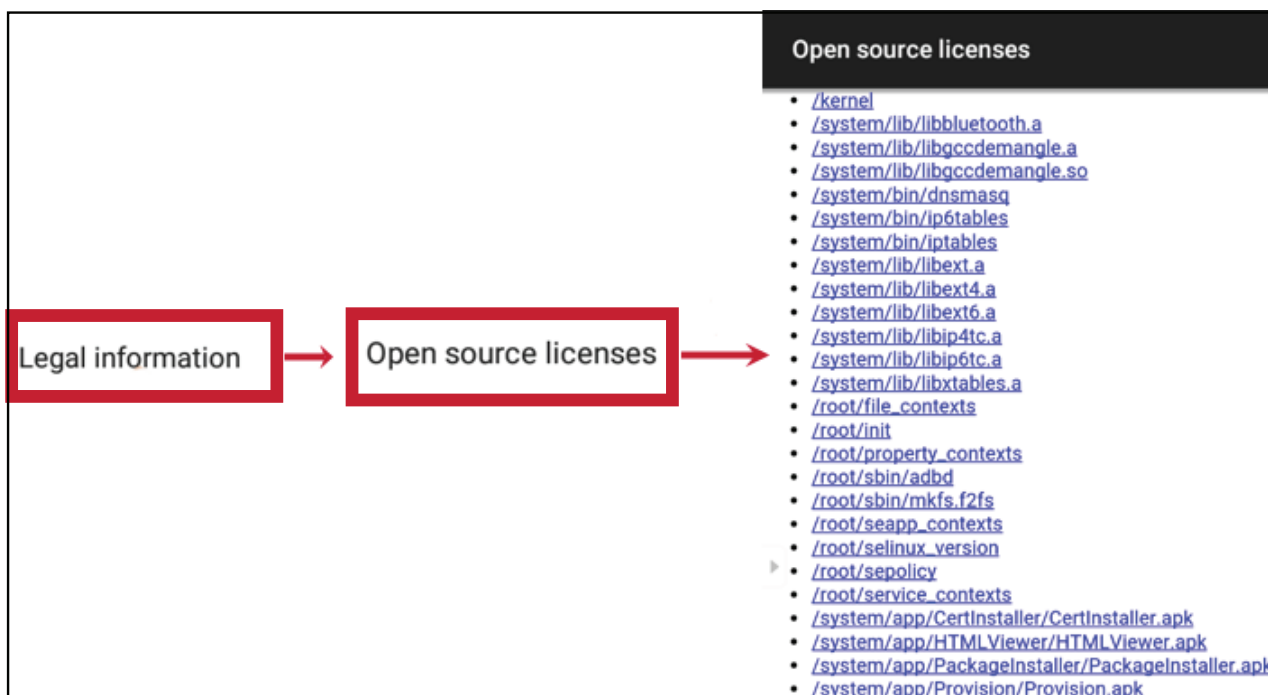 Legal information
Open source licenses
Open source licenses
/kernel
/system/lib/libbluetooth.a
/system/lib/libgccdemangle.a
/system/lib/libgccdemangle.so
/system/bin/dnsmasq
/system/bin/ip6tables
/system/bin/iptables
/system/lib/libext.a
/system/lib/libext4.a
/system/lib/libext6.a
/system/lib/libip4tc.a
/system/lib/libip6tc.a
/system/lib/libxtables.a
/root/file_contexts
/root/init
/root/property_contexts
/root/sbin/adbd
/root/sbin/mkfs.f2fs
/root/seapp_contexts
/root/selinux_version
/root/sepolicy
/root/service_contexts
/system/app/CertInstaller/CertInstaller.apk
/system/app/HTMLViewer/HTMLViewer.apk
/system/app/PackageInstaller/PackageInstaller.apk
/system/app/Provision/Provision.apk